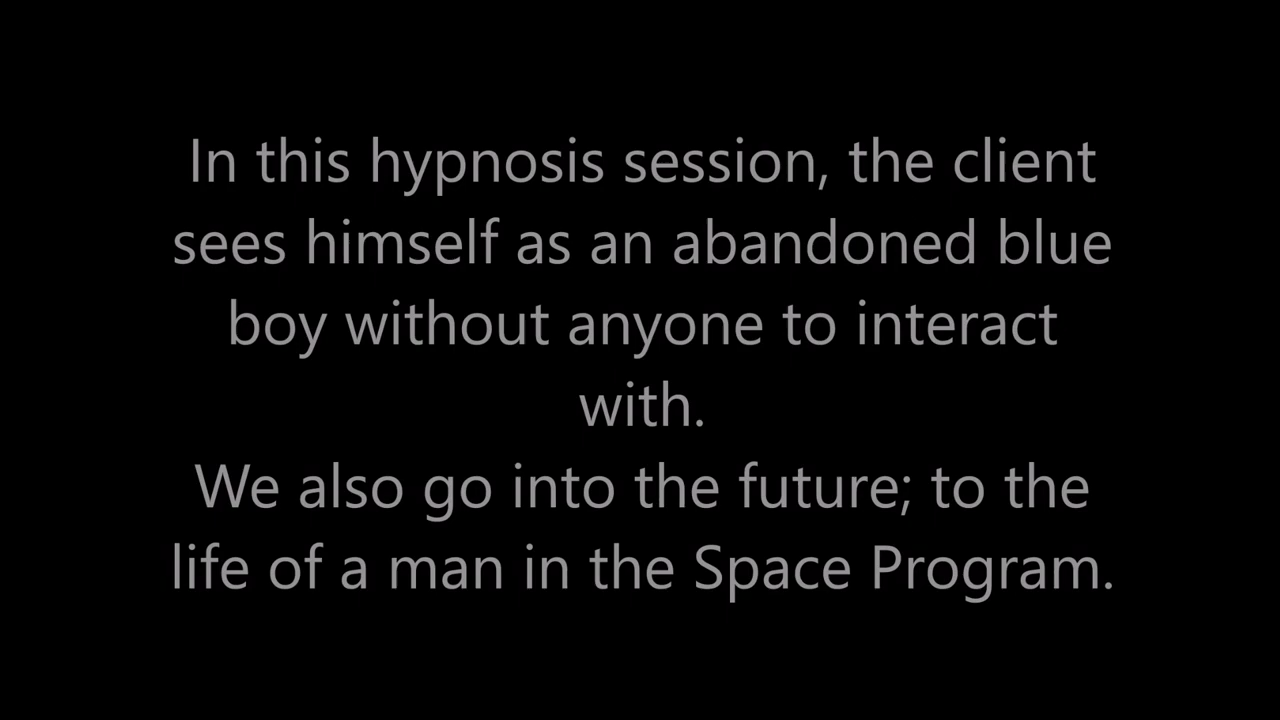 In this hypnosis session, the client
sees himself as an abandoned blue
boy without anyone to interact
with.
We also go into the future; to the
life of a man in the Space Program.